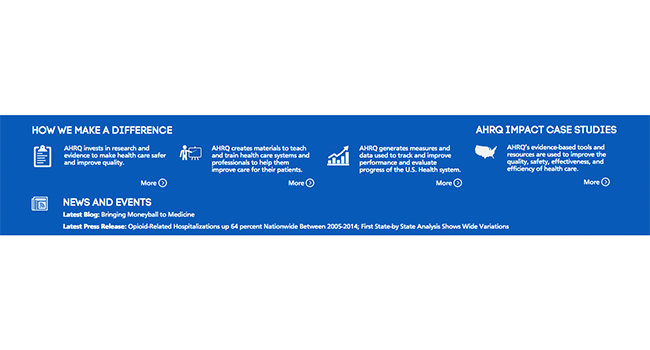 HOW WE MAKE A DIFFERENCE
AHRQ invests in research and
evidence to make health care safer
and improve quality.
More
AHRQ creates materials to teach
and train health care systems and
professionals to help them
improve care for their patients.
More
AHRQ generates measures and
data used to track and improve
performance and evaluate
progress of the U.S. Health system.
More
AHRQ IMPACT CASE STUDIES
AHRQ's evidence-based tools and
resources are used to improve the
quality, safety, effectiveness, and
efficiency of health care.
More
NEWS AND EVENTS
Latest Blog: Bringing Moneyball to Medicine
Latest Press Release: Opioid-Related Hospitalizations up 64 percent Nationwide Between 2005-2014; First State-by State Analysis Shows Wide Variations